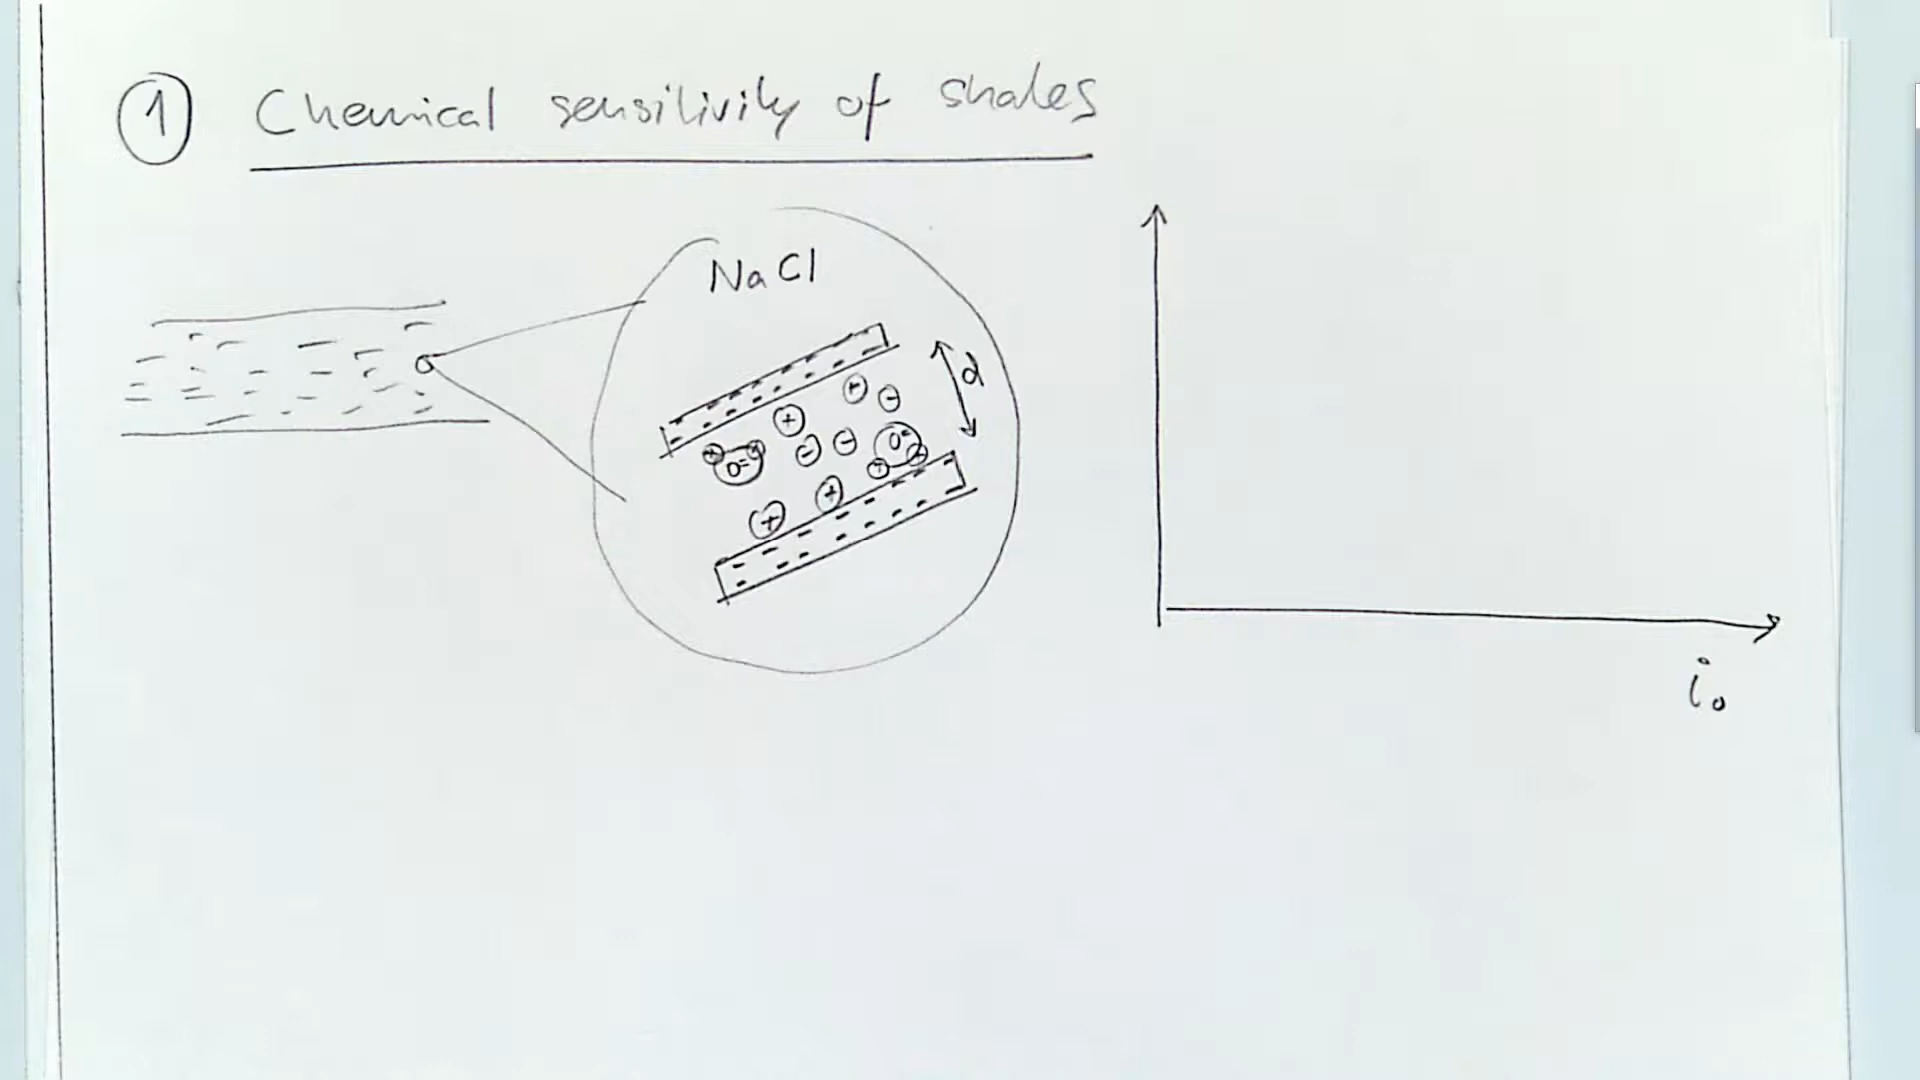 ① Chemical sensitivity of shales
NaCl
d
+
-
+
+ + O= - - O=
+ +
+ +
i₀